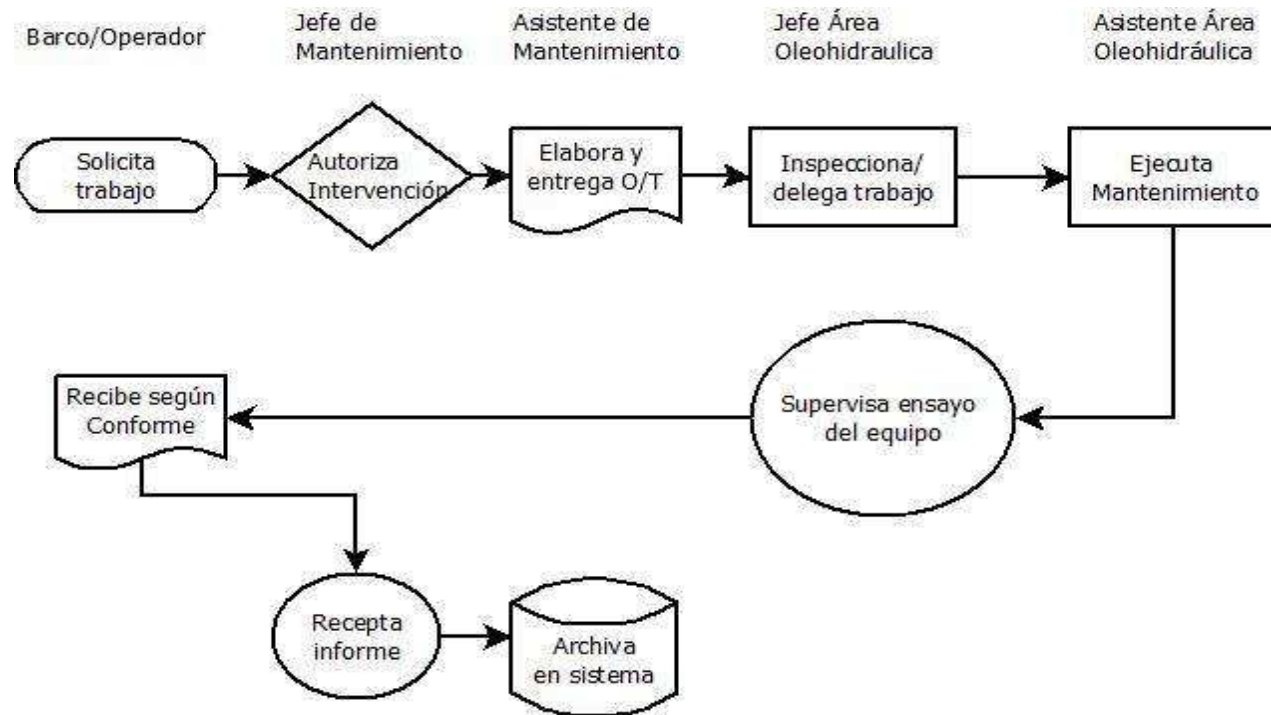 Barco/Operador
Jefe de
Mantenimiento
Asistente de
Mantenimiento
Jefe Área
Oleohidraulica
Asistente Área
Oleohidráulica
Solicita
trabajo
Autoriza
Intervención
Elabora y
entrega O/T
Inspecciona/
delega trabajo
Ejecuta
Mantenimiento
Supervisa ensayo
del equipo
Recibe según
Conforme
Recepta
informe
Archiva
en sistema